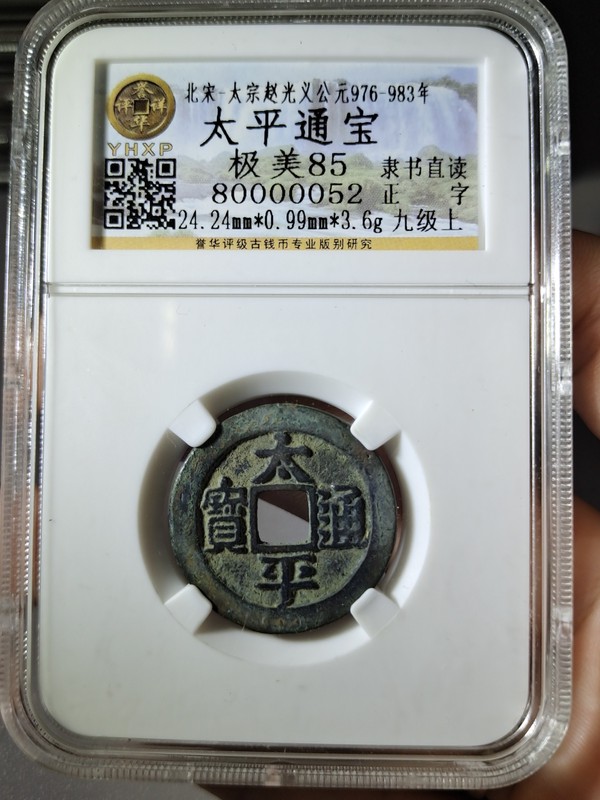 北宋-太宗赵光义公元976-983年
太平通宝
极美85 隶书直读
80000052 正字
24.24mm*0.99mm*3.6g 九级上
誉华评级古钱币专业版别研究
誉祥
评华
YHXP
太
寶 通
平